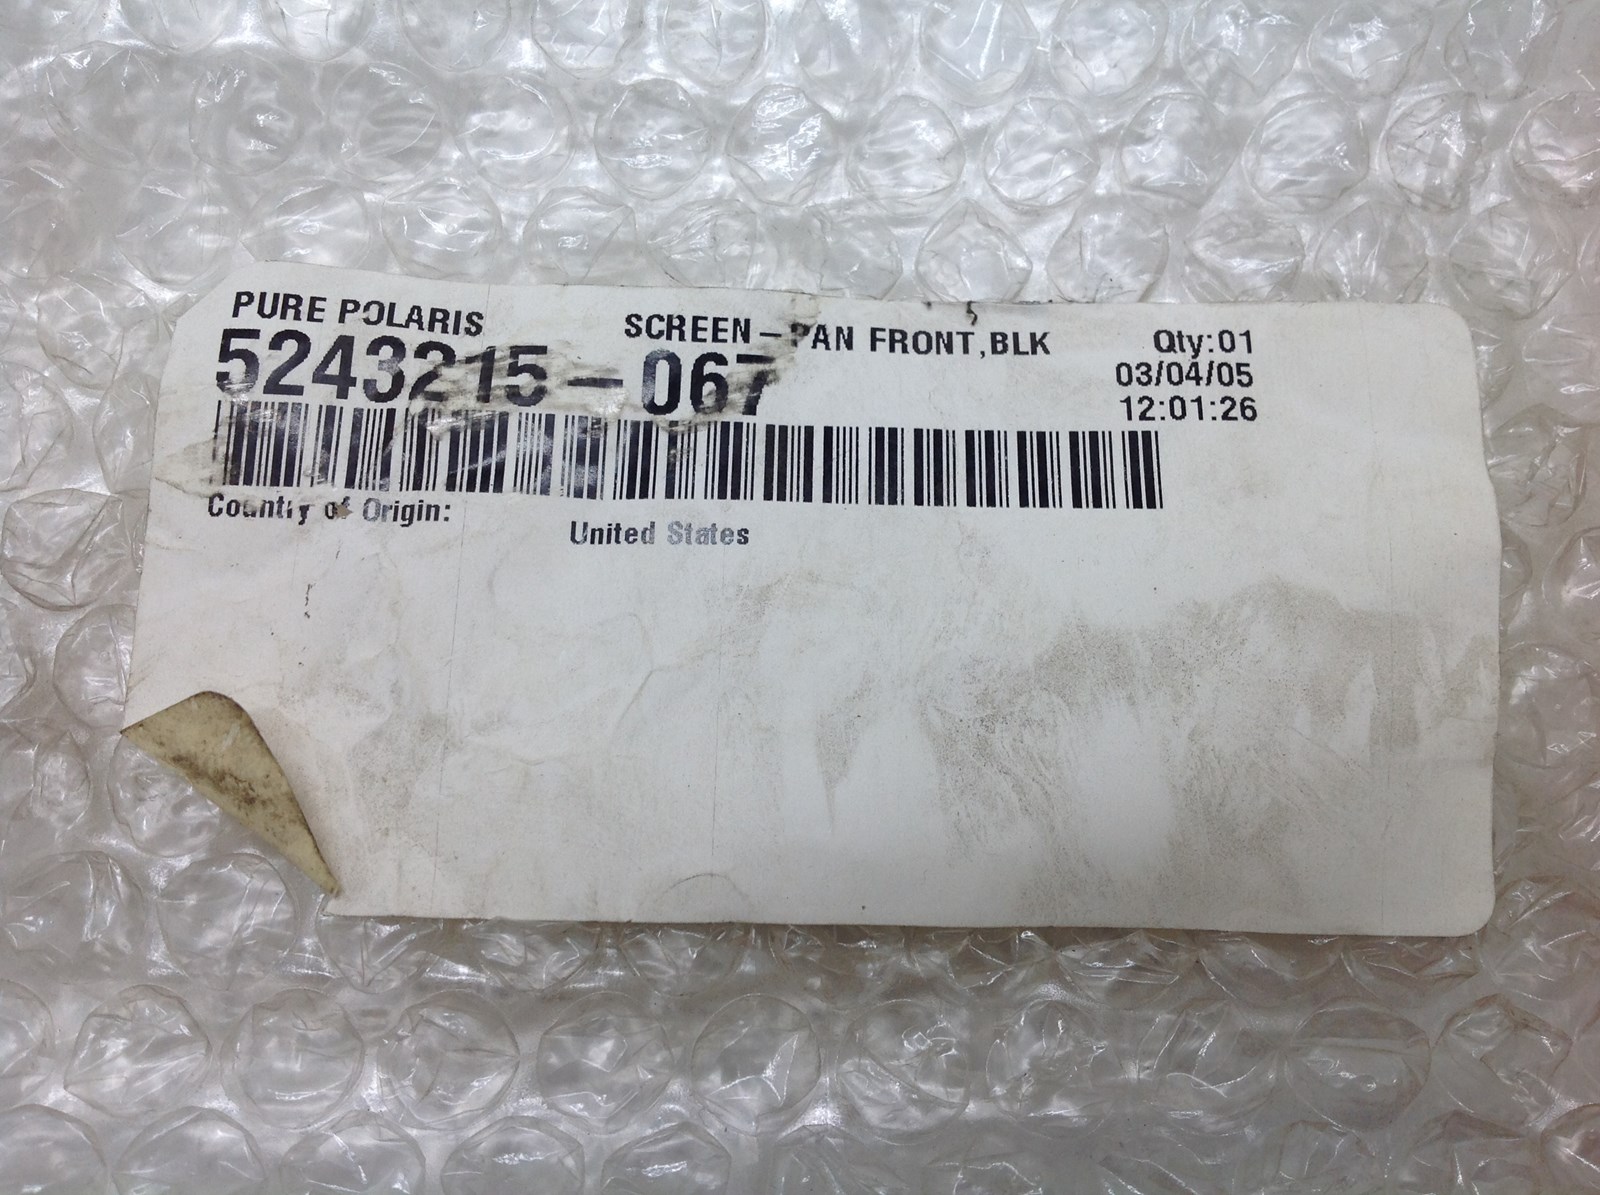 PURE POLARIS
SCREEN-PAN FRONT,BLK
Qty:01
5243215-067
03/04/05
12:01:26
Country of Origin:
United States